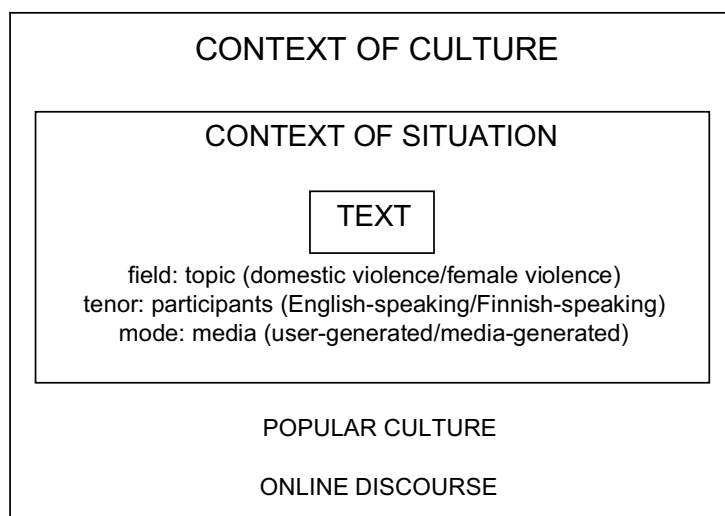 CONTEXT OF CULTURE
CONTEXT OF SITUATION
TEXT
field: topic (domestic violence/female violence)
tenor: participants (English-speaking/Finnish-speaking)
mode: media (user-generated/media-generated)
POPULAR CULTURE
ONLINE DISCOURSE